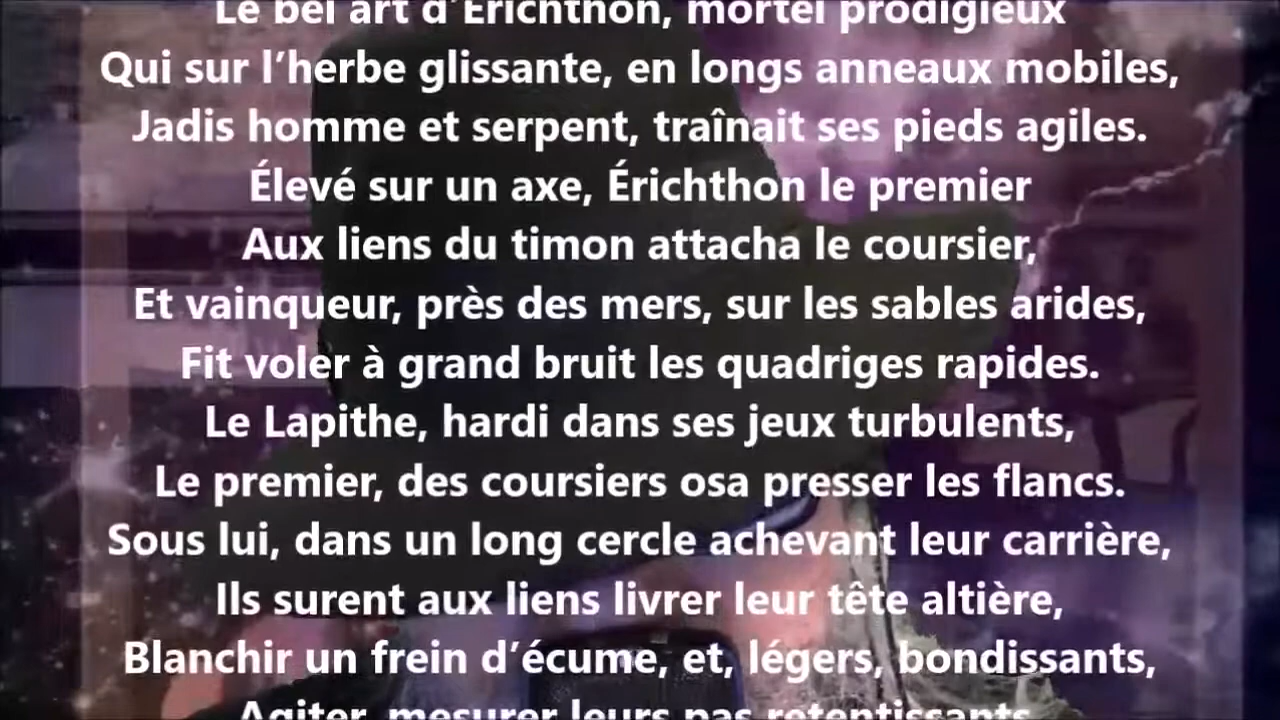 Le bel art d’Érichthon, mortel prodigieux
Qui sur l’herbe glissante, en longs anneaux mobiles,
Jadis homme et serpent, traînait ses pieds agiles.
Élevé sur un axe, Érichthon le premier
Aux liens du timon attacha le coursier,
Et vainqueur, près des mers, sur les sables arides,
Fit voler à grand bruit les quadriges rapides.
Le Lapithe, hardi dans ses jeux turbulents,
Le premier, des coursiers osa presser les flancs.
Sous lui, dans un long cercle achevant leur carrière,
Ils surent aux liens livrer leur tête altière,
Blanchir un frein d’écume, et, légers, bondissants,
Agiter, mesurer leurs pas retentissants.